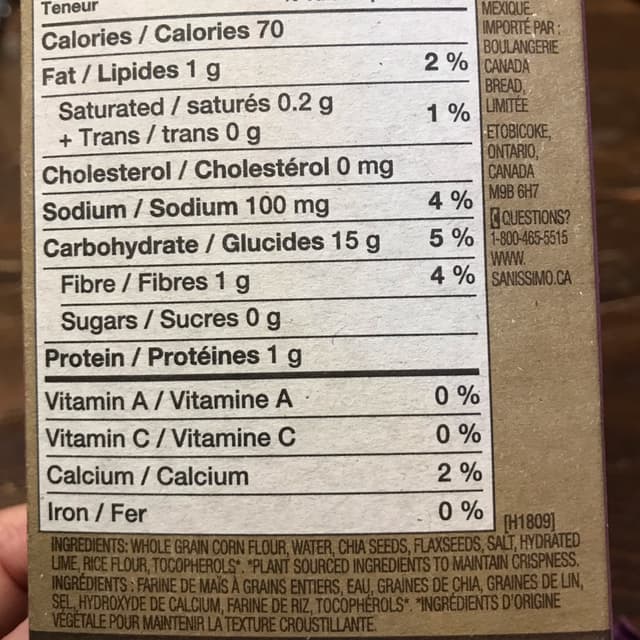 Teneur
Calories / Calories 70
Fat / Lipides 1 g 2 %
Saturated / saturés 0.2 g
+ Trans / trans 0 g 1 %
Cholesterol / Cholestérol 0 mg
Sodium / Sodium 100 mg 4 %
Carbohydrate / Glucides 15 g 5 %
Fibre / Fibres 1 g 4 %
Sugars / Sucres 0 g
Protein / Protéines 1 g
Vitamin A / Vitamine A 0 %
Vitamin C / Vitamine C 0 %
Calcium / Calcium 2 %
Iron / Fer 0 %
MEXIQUE.
IMPORTÉ PAR :
BOULANGERIE
CANADA
BREAD,
LIMITÉE
ETOBICOKE,
ONTARIO,
CANADA
M9B 6H7
QUESTIONS?
1-800-465-5515
WWW.
SANISSIMO.CA
[H1809]
INGREDIENTS: WHOLE GRAIN CORN FLOUR, WATER, CHIA SEEDS, FLAXSEEDS, SALT, HYDRATED
LIME, RICE FLOUR, TOCOPHEROLS*. *PLANT SOURCED INGREDIENTS TO MAINTAIN CRISPNESS.
INGRÉDIENTS : FARINE DE MAÏS À GRAINS ENTIERS, EAU, GRAINES DE CHIA, GRAINES DE LIN,
SEL, HYDROXYDE DE CALCIUM, FARINE DE RIZ, TOCOPHÉROLS*. *INGRÉDIENTS D'ORIGINE
VÉGÉTALE POUR MAINTENIR LA TEXTURE CROUSTILLANTE.